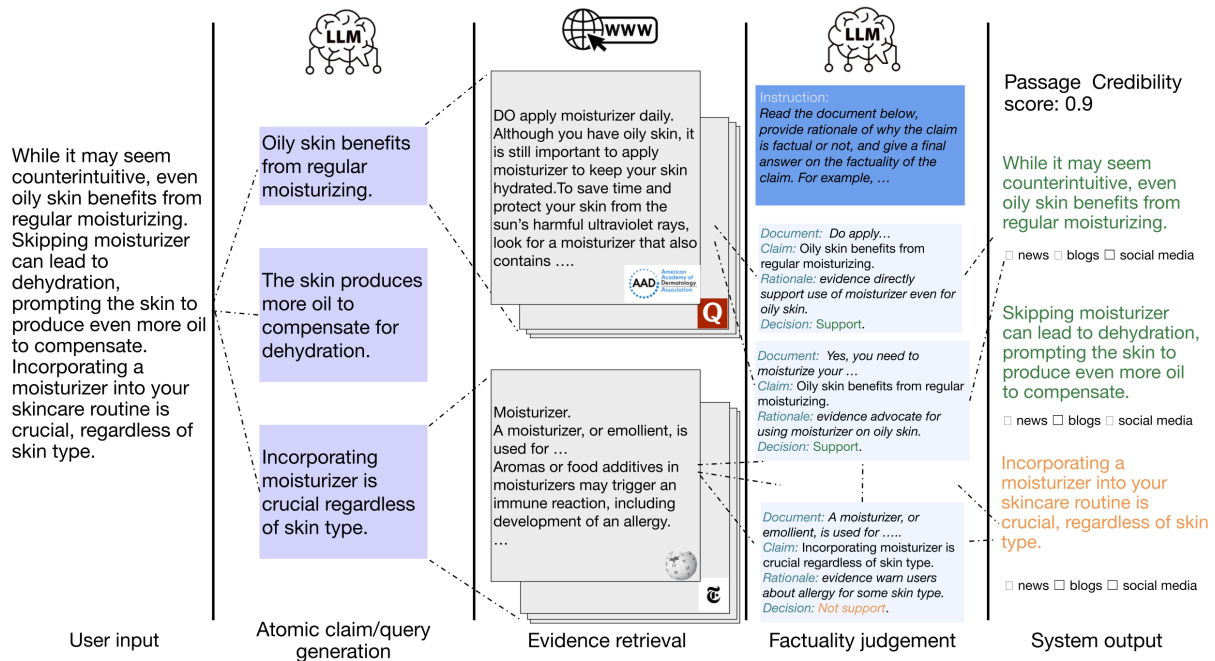 LLM
WWW
LLM
While it may seem
counterintuitive, even
oily skin benefits from
regular moisturizing.
Skipping moisturizer
can lead to
dehydration,
prompting the skin to
produce even more oil
to compensate.
Incorporating a
moisturizer into your
skincare routine is
crucial, regardless of
skin type.
User input
Oily skin benefits
from regular
moisturizing.
The skin produces
more oil to
compensate for
dehydration.
Incorporating
moisturizer is
crucial regardless
of skin type.
Atomic claim/query
generation
DO apply moisturizer daily.
Although you have oily skin, it
is still important to apply
moisturizer to keep your skin
hydrated.To save time and
protect your skin from the
sun's harmful ultraviolet rays,
look for a moisturizer that also
contains ....
AAD
American
Academy of
Dermatology
Association
Q
Moisturizer.
A moisturizer, or emollient, is
used for ...
Aromas or food additives in
moisturizers may trigger an
immune reaction, including
development of an allergy.
...
T
Evidence retrieval
Instruction:
Read the document below,
provide rationale of why the claim
is factual or not, and give a final
answer on the factuality of the
claim. For example, ...
Document: Do apply...
Claim: Oily skin benefits from
regular moisturizing.
Rationale: evidence directly
support use of moisturizer even for
oily skin.
Decision: Support.
Document: Yes, you need to
moisturize your ...
Claim: Oily skin benefits from regular
moisturizing.
Rationale: evidence advocate for
using moisturizer on oily skin.
Decision: Support.
Document: A moisturizer, or
emollient, is used for .....
Claim: Incorporating moisturizer is
crucial regardless of skin type.
Rationale: evidence warn users
about allergy for some skin type.
Decision: Not support.
Factuality judgement
Passage Credibility
score: 0.9
While it may seem
counterintuitive, even
oily skin benefits from
regular moisturizing.
□ news □ blogs □ social media
Skipping moisturizer
can lead to dehydration,
prompting the skin to
produce even more oil
to compensate.
□ news □ blogs □ social media
Incorporating a
moisturizer into your
skincare routine is
crucial, regardless of skin
type.
□ news □ blogs □ social media
System output